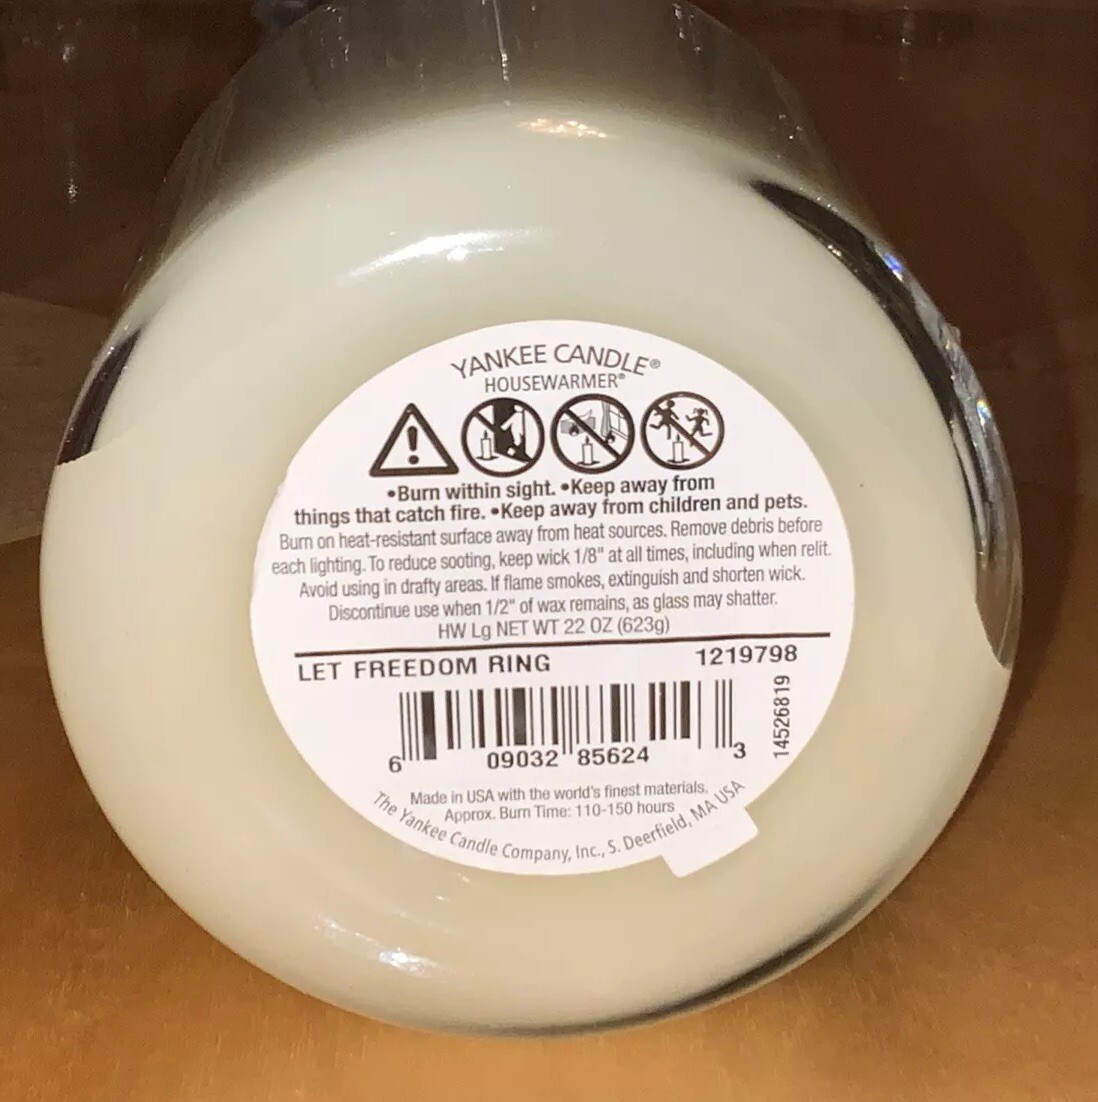 YANKEE CANDLE®
HOUSEWARMER®
•Burn within sight. •Keep away from
things that catch fire. •Keep away from children and pets.
Burn on heat-resistant surface away from heat sources. Remove debris before
each lighting. To reduce sooting, keep wick 1/8" at all times, including when relit.
Avoid using in drafty areas. If flame smokes, extinguish and shorten wick.
Discontinue use when 1/2" of wax remains, as glass may shatter.
HW Lg NET WT 22 OZ (623g)
LET FREEDOM RING 1219798
14526819
6 09032 85624 3
Made in USA with the world's finest materials.
Approx. Burn Time: 110-150 hours
The Yankee Candle Company, Inc., S. Deerfield, MA USA